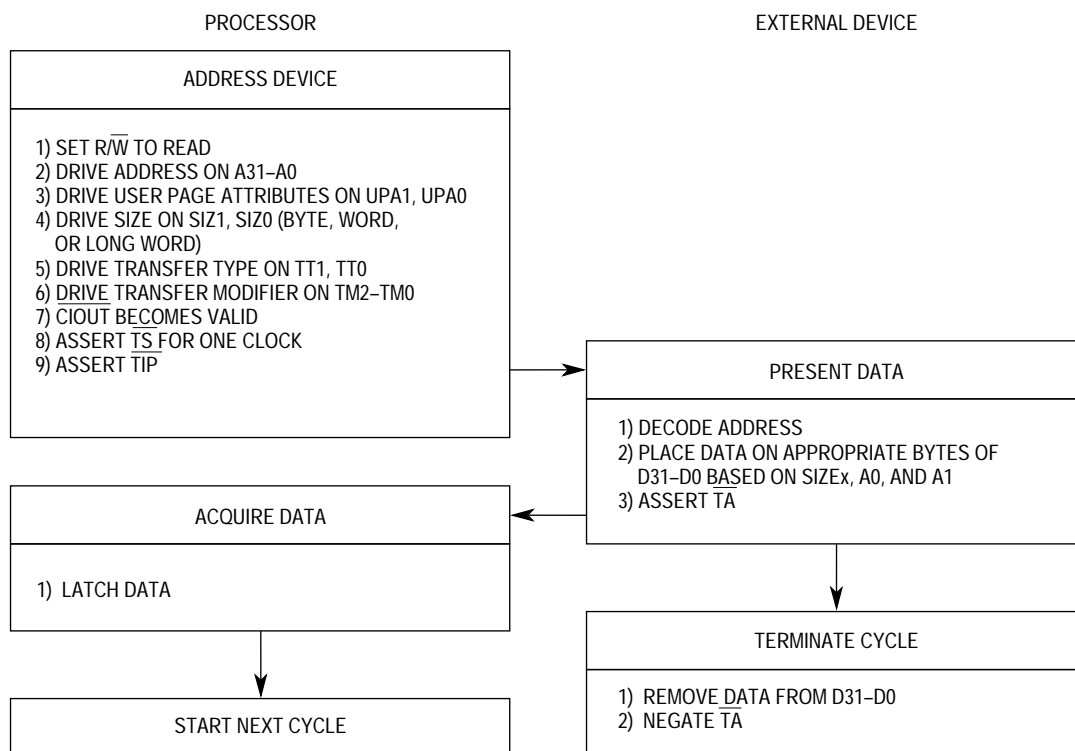 PROCESSOR
EXTERNAL DEVICE
ADDRESS DEVICE
1) SET R/W̅ TO READ
2) DRIVE ADDRESS ON A31–A0
3) DRIVE USER PAGE ATTRIBUTES ON UPA1, UPA0
4) DRIVE SIZE ON SIZ1, SIZ0 (BYTE, WORD,
OR LONG WORD)
5) DRIVE TRANSFER TYPE ON TT1, TT0
6) DRIVE TRANSFER MODIFIER ON TM2–TM0
7) C̅I̅O̅U̅T̅ BECOMES VALID
8) ASSERT T̅S̅ FOR ONE CLOCK
9) ASSERT T̅I̅P̅
PRESENT DATA
1) DECODE ADDRESS
2) PLACE DATA ON APPROPRIATE BYTES OF
D31–D0 BASED ON SIZEx, A0, AND A1
3) ASSERT T̅A̅
ACQUIRE DATA
1) LATCH DATA
TERMINATE CYCLE
1) REMOVE DATA FROM D31–D0
2) NEGATE T̅A̅
START NEXT CYCLE